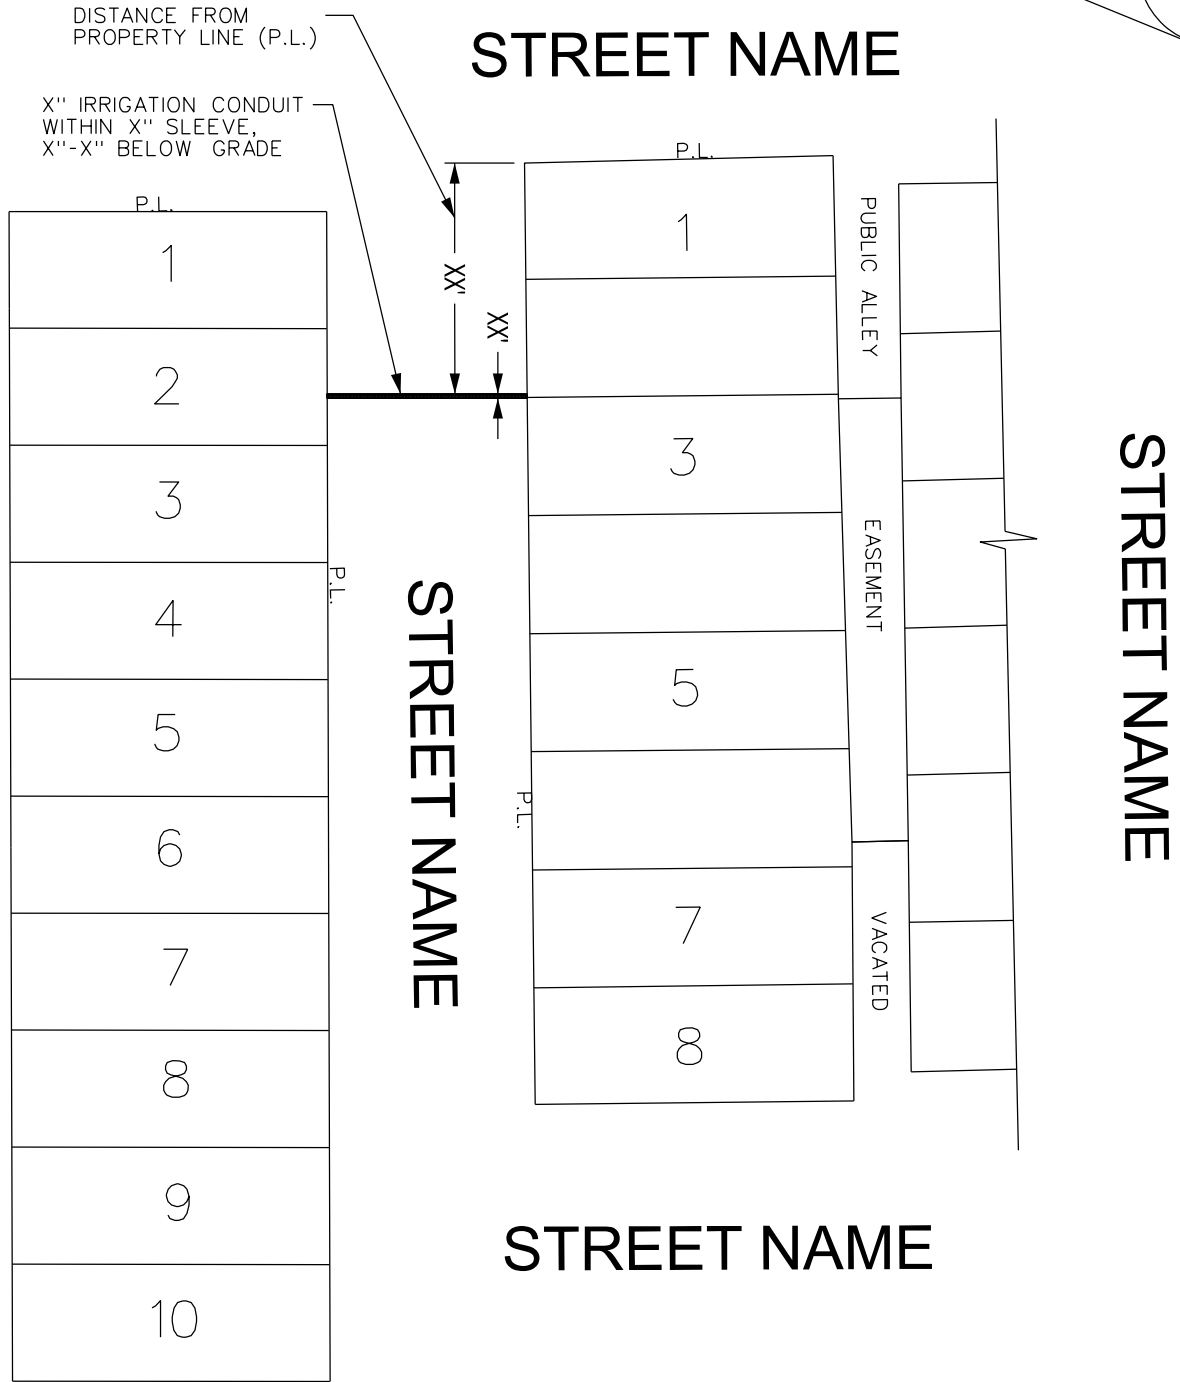 DISTANCE FROM
PROPERTY LINE (P.L.)
STREET NAME
X" IRRIGATION CONDUIT
WITHIN X" SLEEVE,
X"-X" BELOW GRADE
P.L.
P.L.
1
2
3
4
5
6
7
8
9
10
P.L.
XX'
XX'
STREET NAME
P.L.
1
3
5
7
8
PUBLIC ALLEY
EASEMENT
VACATED
STREET NAME
STREET NAME